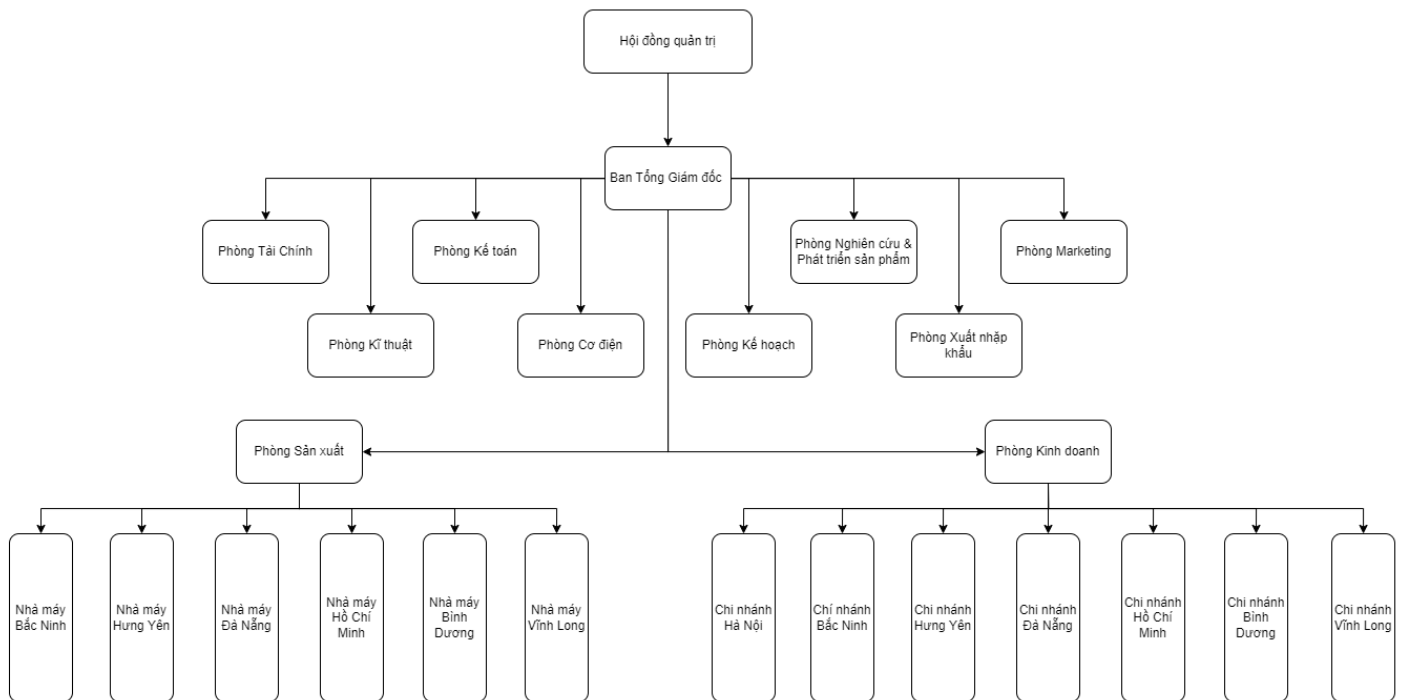 Hội đồng quản trị
Ban Tổng Giám đốc
Phòng Tài Chính
Phòng Kế toán
Phòng Nghiên cứu &
Phát triển sản phẩm
Phòng Marketing
Phòng Kĩ thuật
Phòng Cơ điện
Phòng Kế hoạch
Phòng Xuất nhập
khẩu
Phòng Sản xuất
Phòng Kinh doanh
Nhà máy
Bắc Ninh
Nhà máy
Hưng Yên
Nhà máy
Đà Nẵng
Nhà máy
Hồ Chí
Minh
Nhà máy
Bình
Dương
Nhà máy
Vĩnh Long
Chi nhánh
Hà Nội
Chí nhánh
Bắc Ninh
Chi nhánh
Hưng Yên
Chi nhánh
Đà Nẵng
Chi nhánh
Hồ Chí
Minh
Chi nhánh
Bình
Dương
Chi nhánh
Vĩnh Long